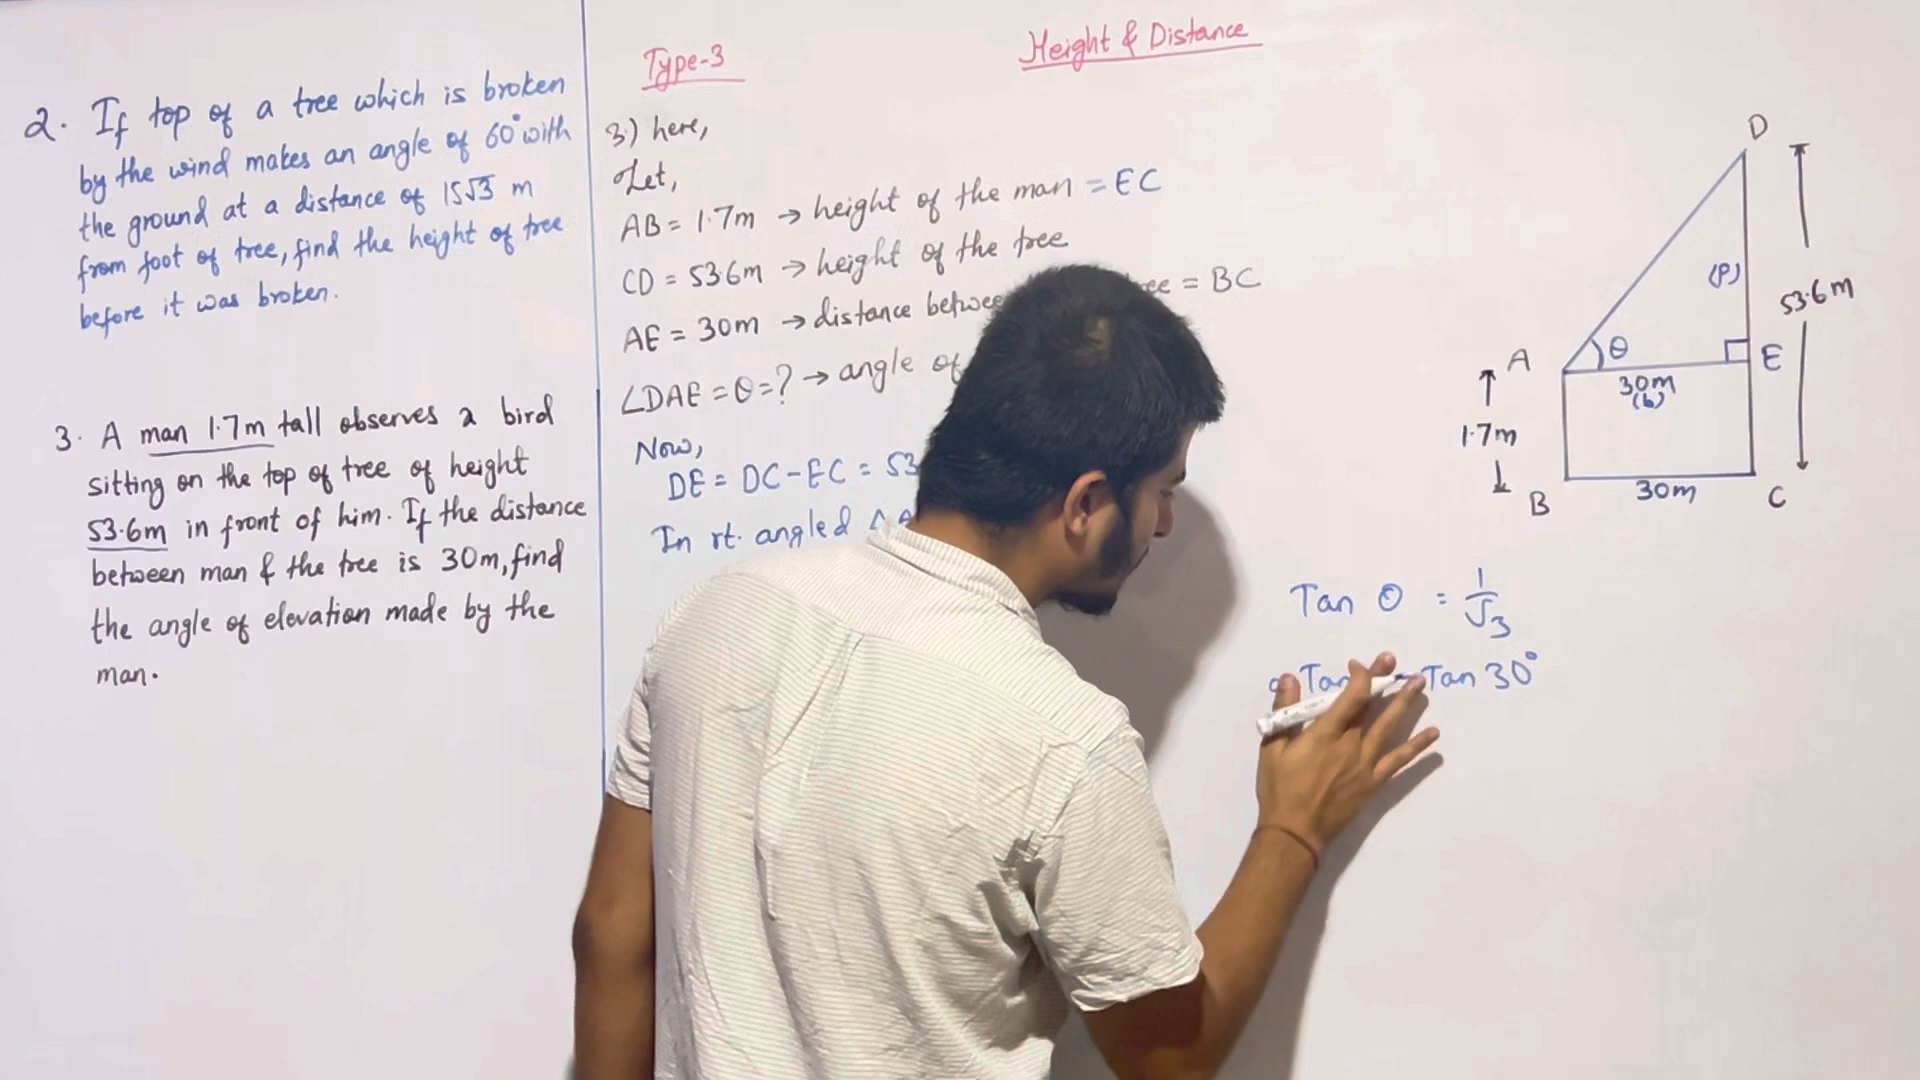 2. If top of a tree which is broken
by the wind makes an angle of 60° with
the ground at a distance of 15√3 m
from foot of tree, find the height of tree
before it was broken.
3. A man 1.7m tall observes a bird
sitting on the top of tree of height
53.6m in front of him. If the distance
between man & the tree is 30m, find
the angle of elevation made by the
man.
Type-3
Height & Distance
3.) here,
Let,
AB = 1.7m → height of the man = EC
CD = 53.6m → height of the tree
AE = 30m → distance = BC
∠DAE = θ = ? → angle of
Now,
DE = DC - EC =
In rt. angled Δ
D
(P)
53.6m
A
θ
E
30m
(b)
1.7m
B
30m
C
Tan θ = 1/√3
Tan 30°